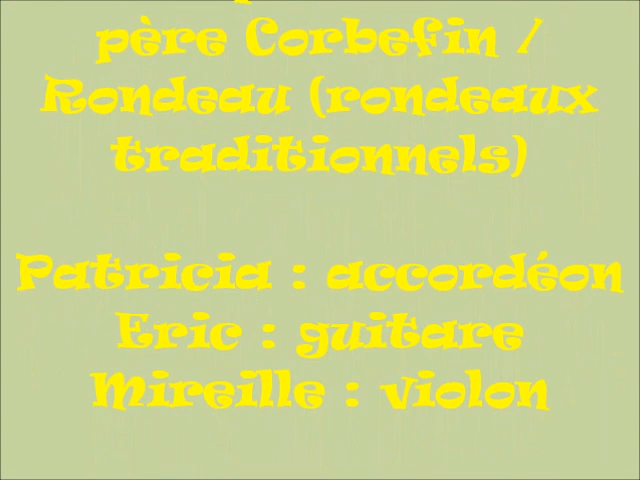 père Corbefin /
Rondeau (rondeaux
traditionnels)
Patricia : accordéon
Eric : guitare
Mireille : violon